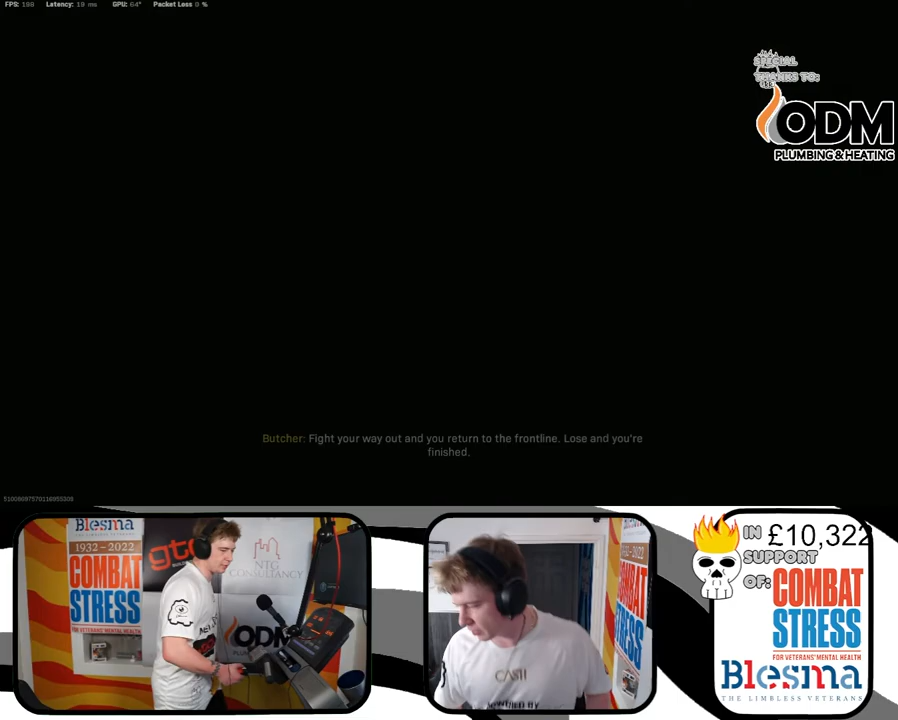 FPS: 198 Latency: 19 ms GPU: 64° Packet Loss 0 %
SPECIAL
THANKS TO:
ODM
PLUMBING & HEATING
Butcher: Fight your way out and you return to the frontline. Lose and you're
finished.
Blesma
1932-2022
COMBAT
STRESS
FOR VETERANS' MENTAL HEALTH
gtc
NTG
CONSULTANCY
ODM
COMBAT
STRESS
IN £10,322
SUPPORT
OF:
COMBAT
STRESS
FOR VETERANS' MENTAL HEALTH
Blesma
THE LIMBLESS VETERANS